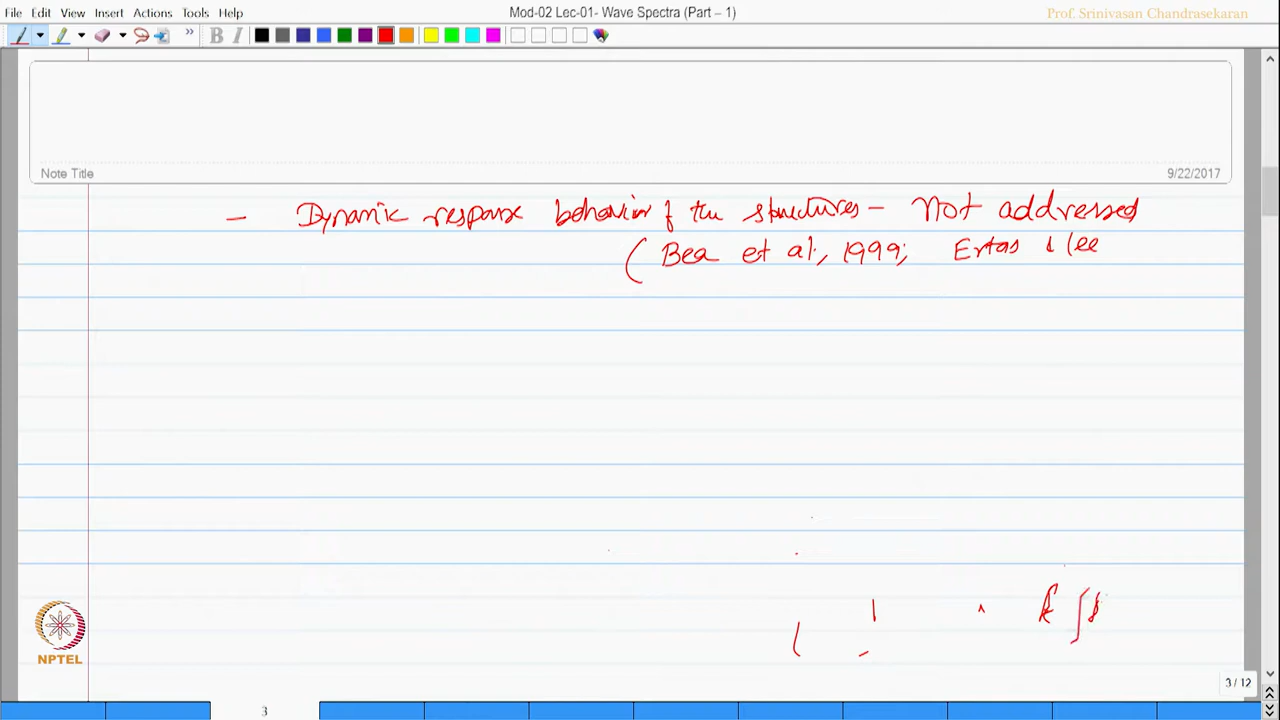 File Edit View Insert Actions Tools Help
Mod-02 Lec-01- Wave Spectra (Part – 1)
Prof. Srinivasan Chandrasekaran
B I
Note Title
9/22/2017
– Dynamic response behavior of the structures – Not addressed
(Bea et al., 1999; Ertas & Lee
NPTEL
3 / 12
3